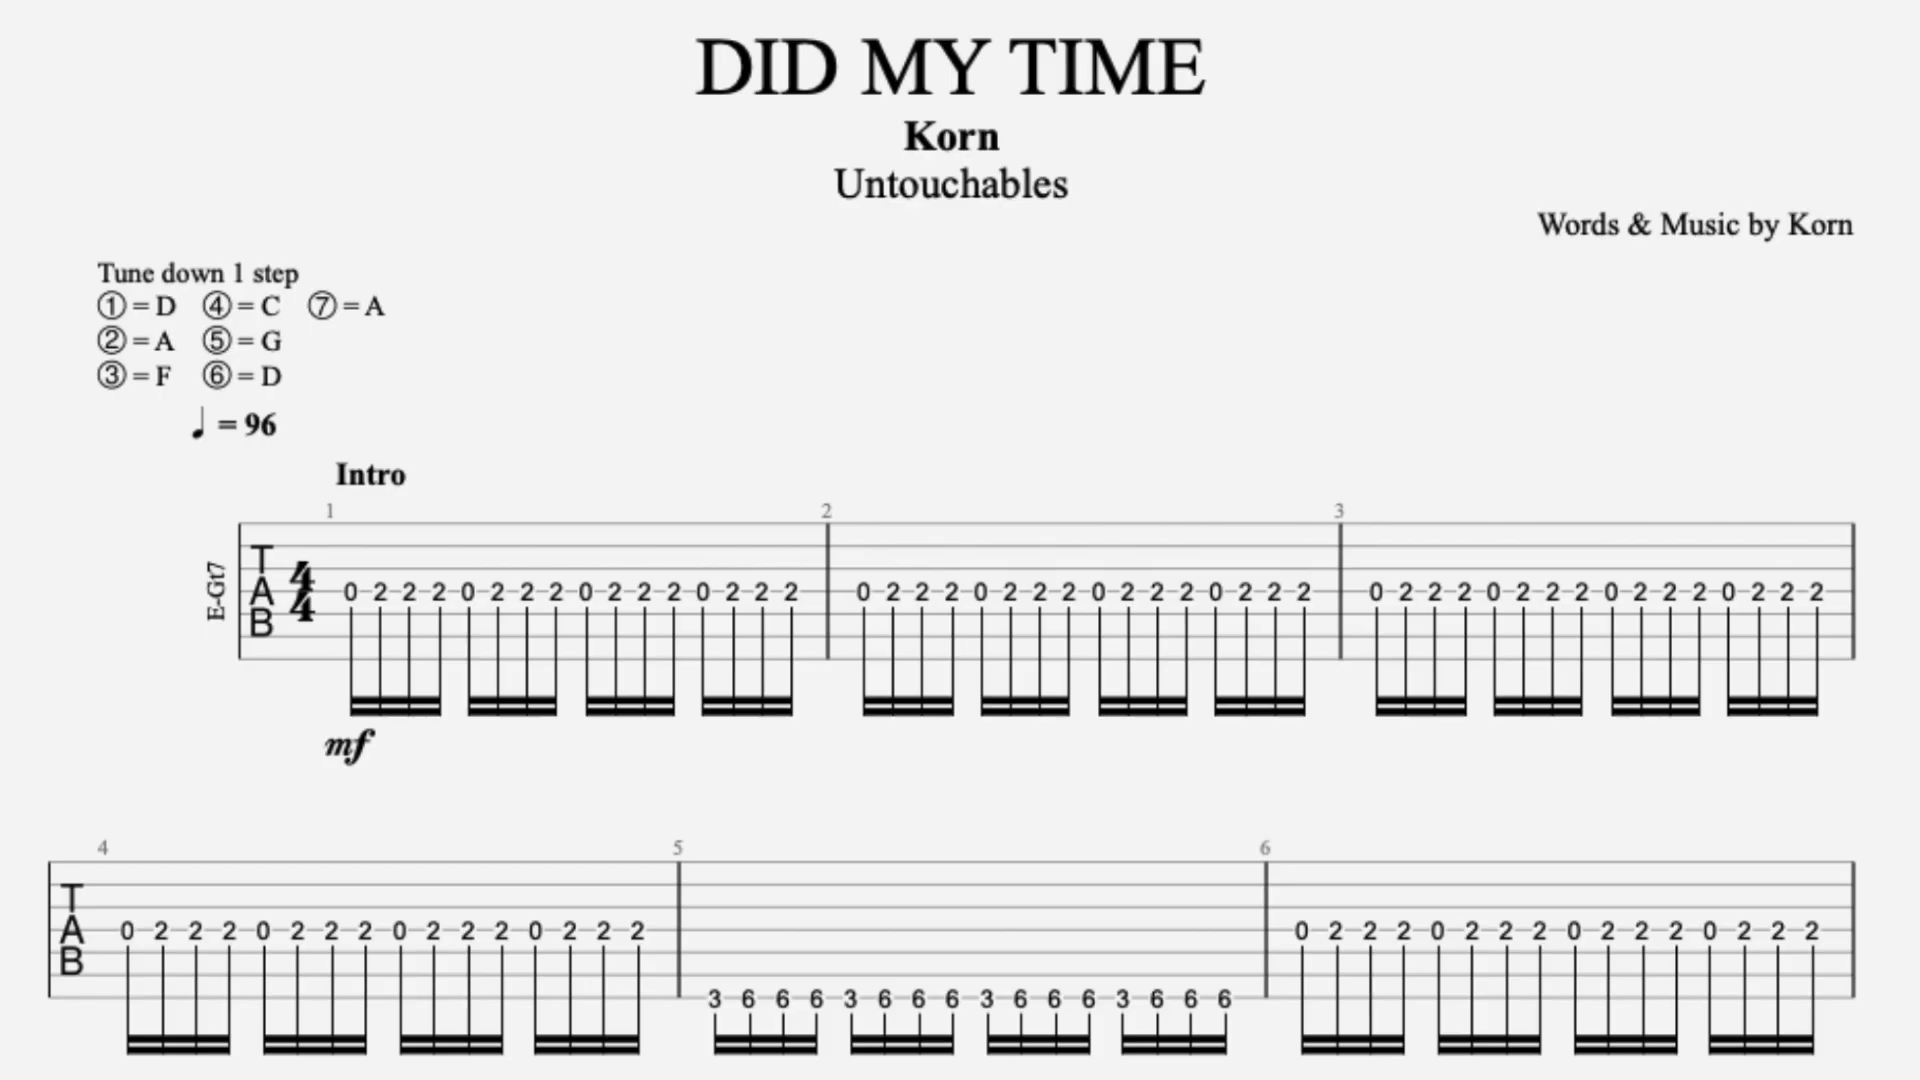 DID MY TIME
Korn
Untouchables
Words & Music by Korn
Tune down 1 step
① = D ④ = C ⑦ = A
② = A ⑤ = G
③ = F ⑥ = D
♩ = 96
Intro
1 2 3
E-Gt7
T
A
B
4
4
0 2 2 2 0 2 2 2 0 2 2 2 0 2 2 2 0 2 2 2 0 2 2 2 0 2 2 2 0 2 2 2 0 2 2 2 0 2 2 2 0 2 2 2 0 2 2 2
mf
4 5 6
T
A
B
0 2 2 2 0 2 2 2 0 2 2 2 0 2 2 2 0 2 2 2 0 2 2 2 0 2 2 2 0 2 2 2
3 6 6 6 3 6 6 6 3 6 6 6 3 6 6 6